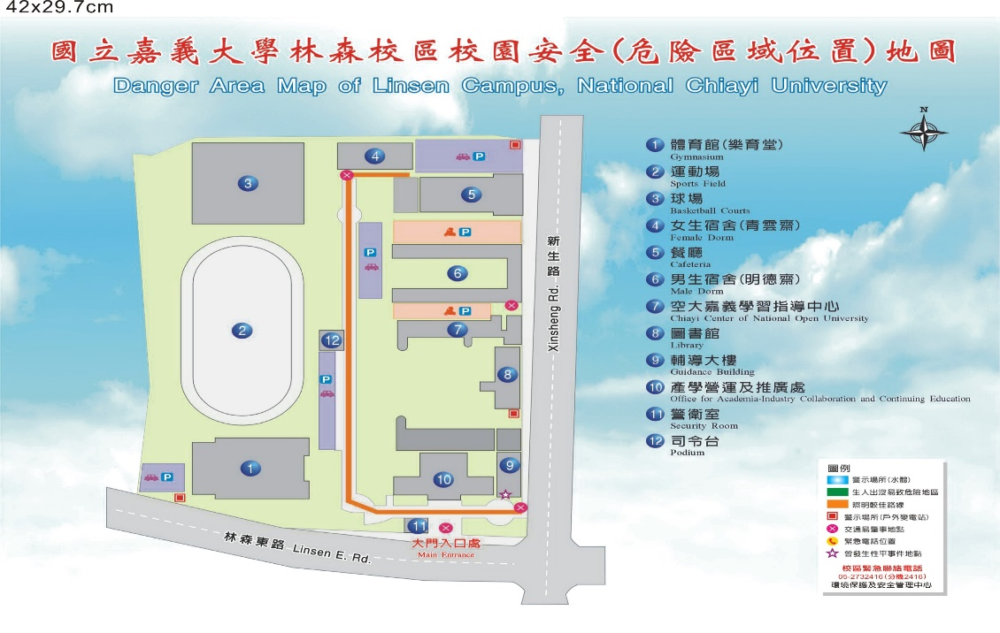 42x29.7cm
國立嘉義大學林森校區校園安全(危險區域位置)地圖
Danger Area Map of Linsen Campus, National Chiayi University
N
1 體育館(樂育堂)
Gymnasium
2 運動場
Sports Field
3 球場
Basketball Courts
4 女生宿舍(青雲齋)
Female Dorm
5 餐廳
Cafeteria
6 男生宿舍(明德齋)
Male Dorm
7 空大嘉義學習指導中心
Chiayi Center of National Open University
8 圖書館
Library
9 輔導大樓
Guidance Building
10 產學營運及推廣處
Office for Academia-Industry Collaboration and Continuing Education
11 警衛室
Security Room
12 司令台
Podium
4
P
3
5
P
P
6
P
2
12
7
P
8
1
P
10
9
11
大門入口處
Main Entrance
新生路 Xinsheng Rd.
林森東路 Linsen E. Rd.
圖例
警示場所(水體)
生人出沒易致危險地區
照明較佳路線
警示場所(戶外變電站)
交通易肇事地點
緊急電話位置
曾發生性平事件地點
校區緊急聯絡電話
05-2732416(分機2416)
環境保護及安全管理中心